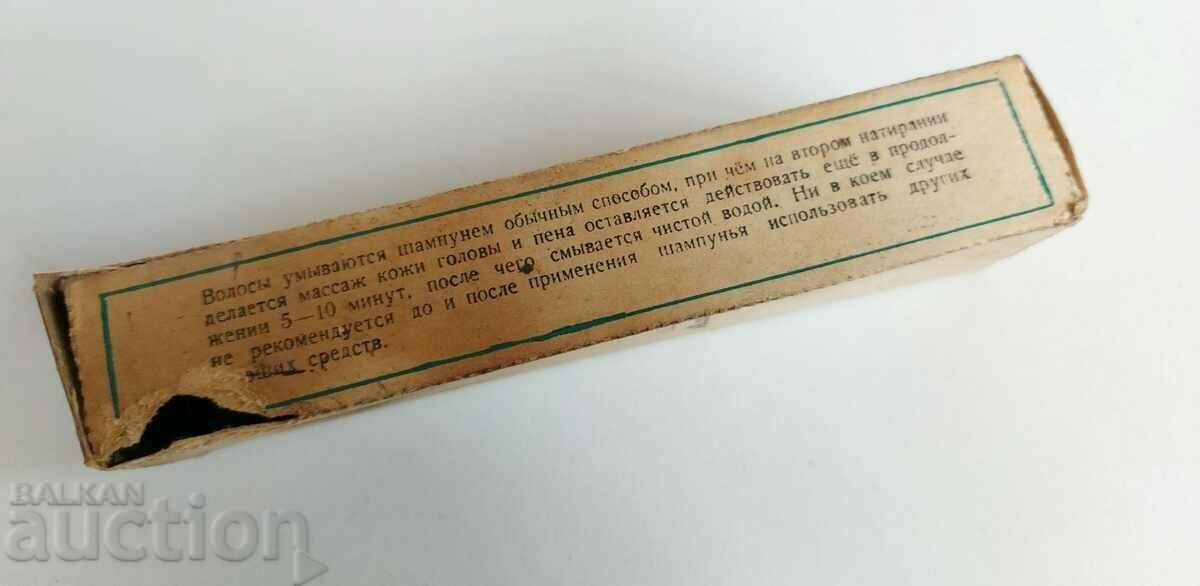 Волосы умываются шампунем обычным способом, при чём на втором натирании
делается массаж кожи головы и пена оставляется действовать ещё в продол-
жении 5—10 минут, после чего смывается чистой водой. Ни в коем случае
не рекомендуется до и после применения шампунья использовать других
средств.
BALKAN
auction